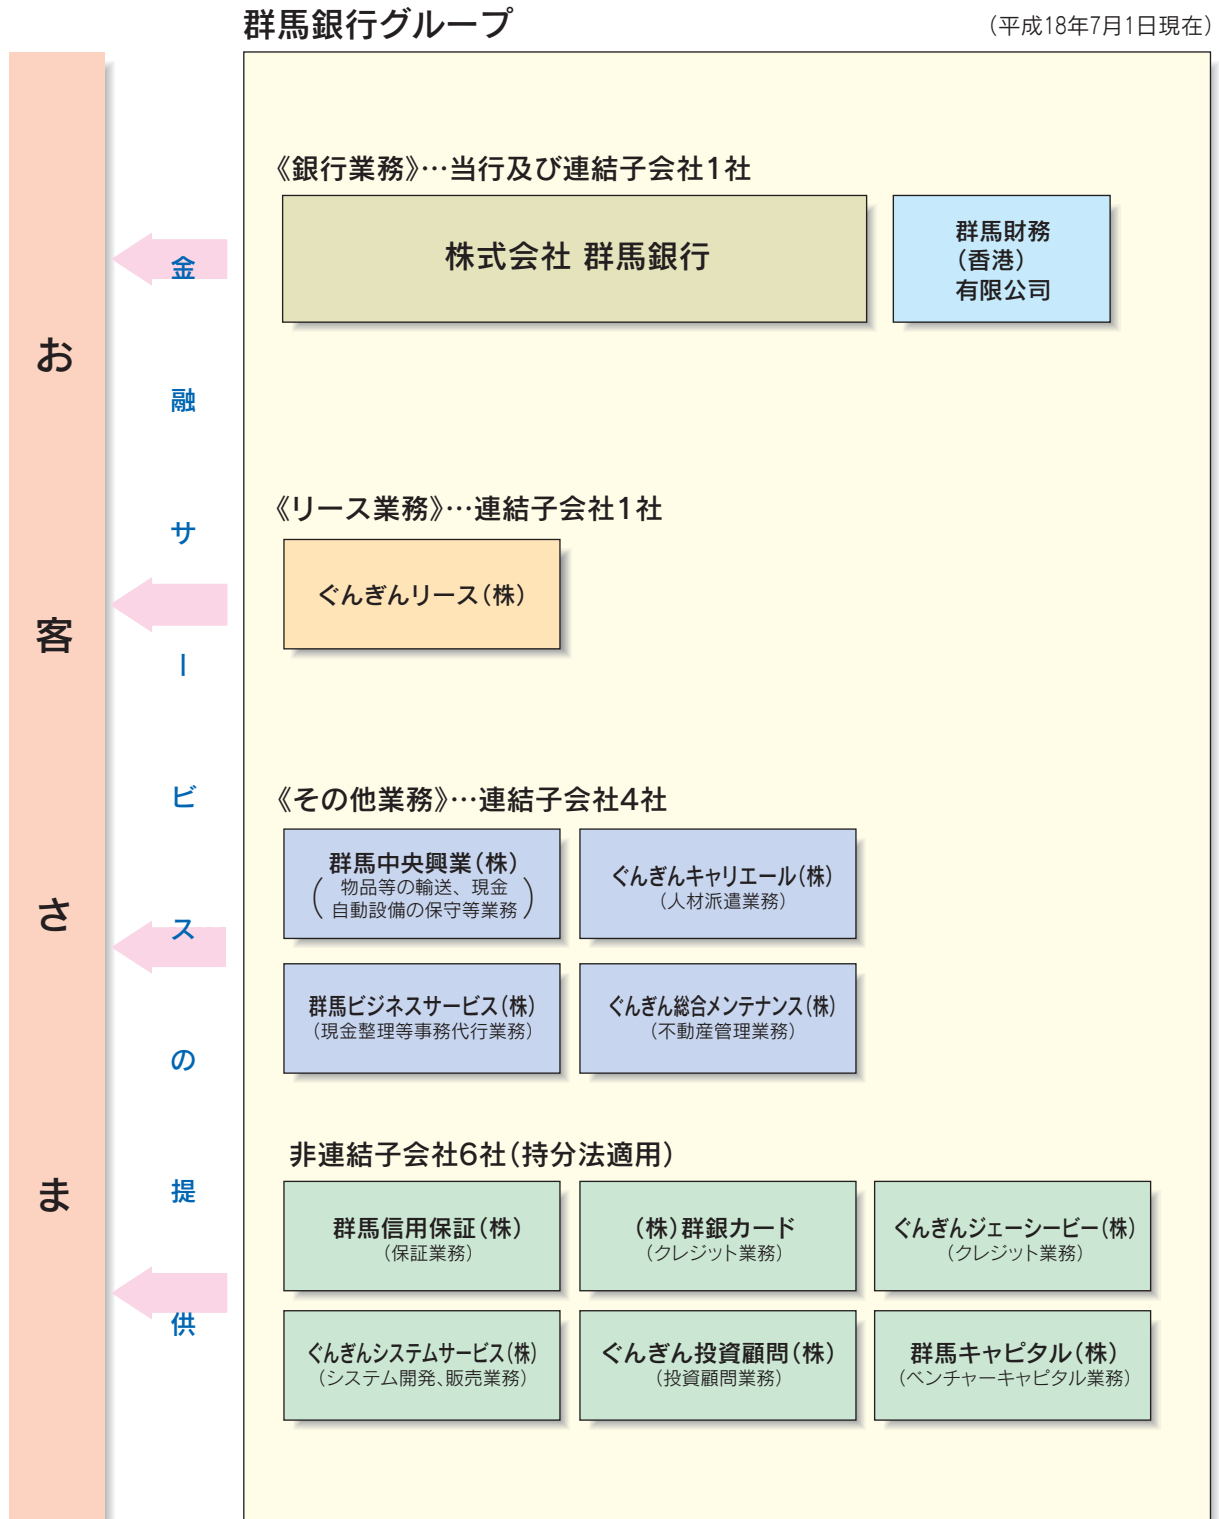 群馬銀行グループ
（平成18年7月1日現在）
お客さま
金融サービスの提供
《銀行業務》…当行及び連結子会社1社
株式会社 群馬銀行
群馬財務
（香港）
有限公司
《リース業務》…連結子会社1社
ぐんぎんリース（株）
《その他業務》…連結子会社4社
群馬中央興業（株）
（物品等の輸送、現金
自動設備の保守等業務）
ぐんぎんキャリエール（株）
（人材派遣業務）
群馬ビジネスサービス（株）
（現金整理等事務代行業務）
ぐんぎん総合メンテナンス（株）
（不動産管理業務）
非連結子会社6社（持分法適用）
群馬信用保証（株）
（保証業務）
（株）群銀カード
（クレジット業務）
ぐんぎんジェーシービー（株）
（クレジット業務）
ぐんぎんシステムサービス（株）
（システム開発、販売業務）
ぐんぎん投資顧問（株）
（投資顧問業務）
群馬キャピタル（株）
（ベンチャーキャピタル業務）